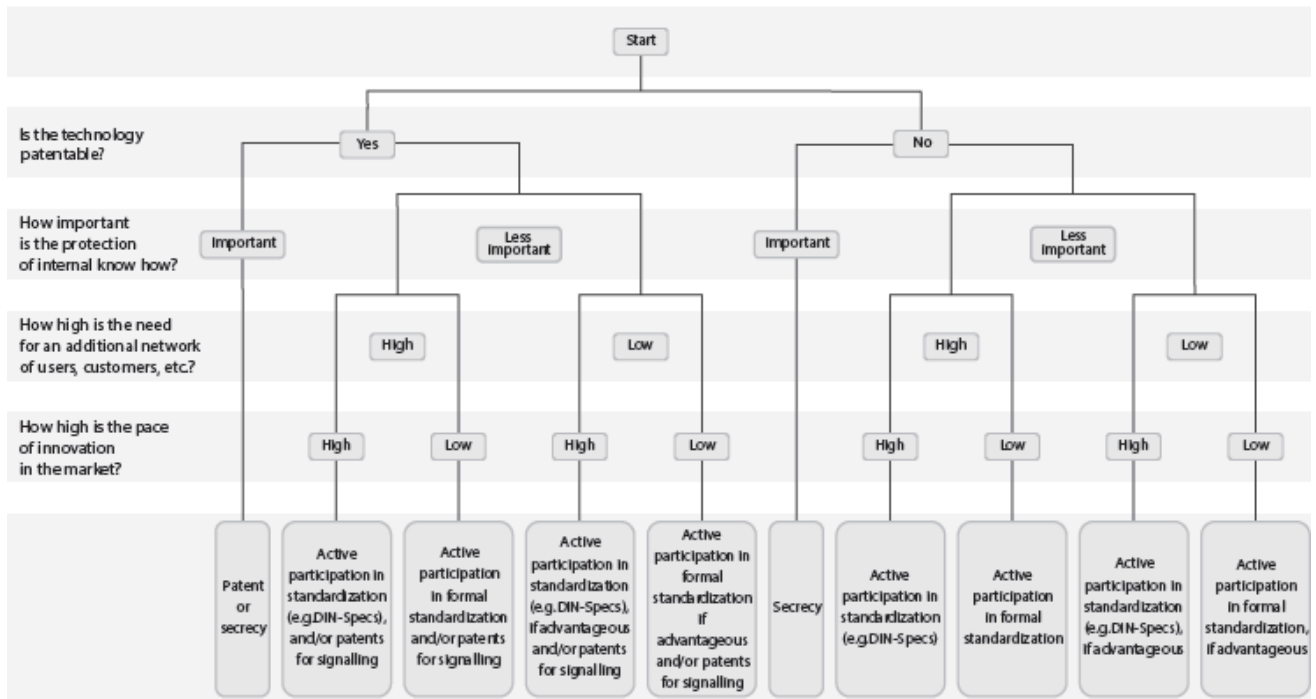 Start
Is the technology
patentable?
Yes
No
How important
is the protection
of internal know how?
Important
Less
important
Important
Less
important
How high is the need
for an additional network
of users, customers, etc.?
High
Low
High
Low
How high is the pace
of innovation
in the market?
High
Low
High
Low
High
Low
High
Low
Patent
or
secrecy
Active
participation in
standardization
(e.g.DIN-Specs),
and/or patents
for signalling
Active
participation
in formal
standardization
and/or patents
for signalling
Active
participation in
standardization
(e.g.DIN-Specs),
if advantageous
and/or patents
for signalling
Active
participation in
formal
standardization
if
advantageous
and/or patents
for signalling
Secrecy
Active
participation in
standardization
(e.g.DIN-Specs)
Active
participation
in formal
standardization
Active
participation in
standardization
(e.g.DIN-Specs),
if advantageous
Active
participation
in formal
standardization,
if advantageous